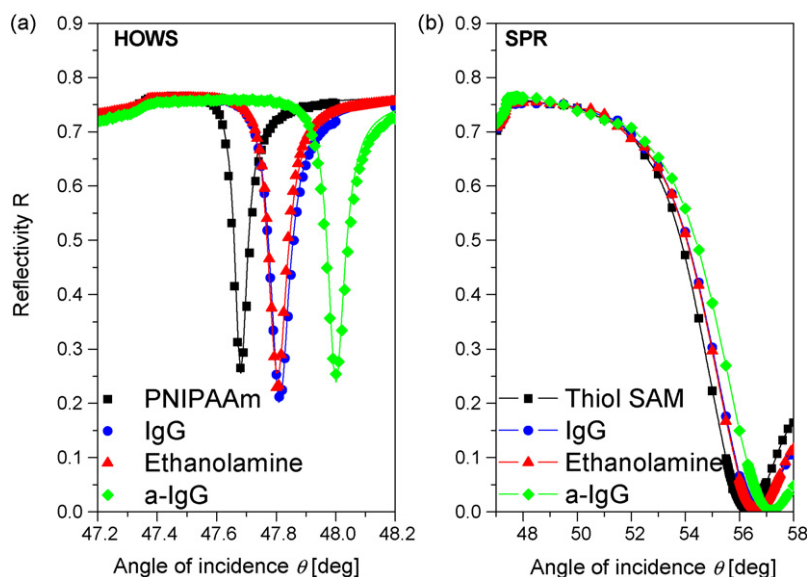 (a)
HOWS
Reflectivity R
0.9
0.8
0.7
0.6
0.5
0.4
0.3
0.2
0.1
0.0
PNIPAAm
IgG
Ethanolamine
a-IgG
47.2 47.4 47.6 47.8 48.0 48.2
Angle of incidence θ [deg]
(b)
SPR
0.9
0.8
0.7
0.6
0.5
0.4
0.3
0.2
0.1
0.0
Thiol SAM
IgG
Ethanolamine
a-IgG
48 50 52 54 56 58
Angle of incidence θ [deg]